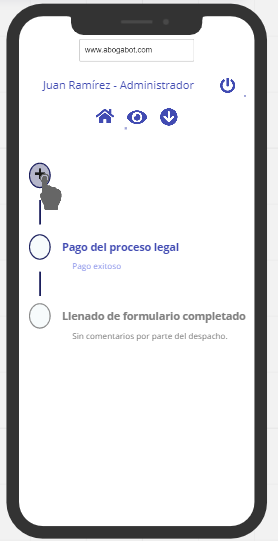 www.abogabot.com
Juan Ramírez - Administrador
Pago del proceso legal
Pago exitoso
Llenado de formulario completado
Sin comentarios por parte del despacho.